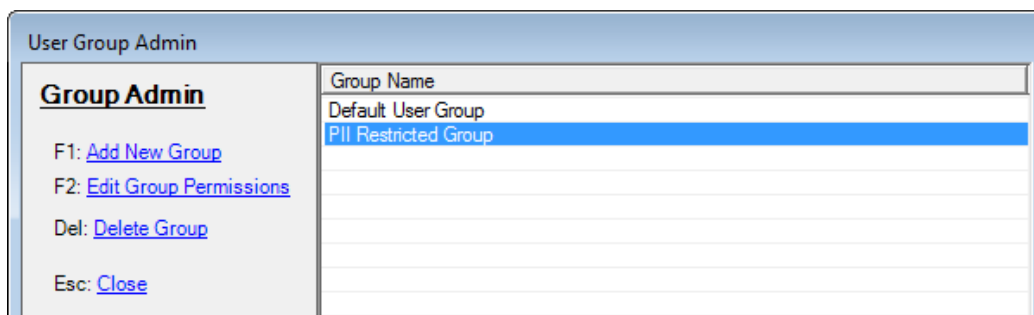 User Group Admin
Group Admin
F1: Add New Group
F2: Edit Group Permissions
Del: Delete Group
Esc: Close
Group Name
Default User Group
PII Restricted Group